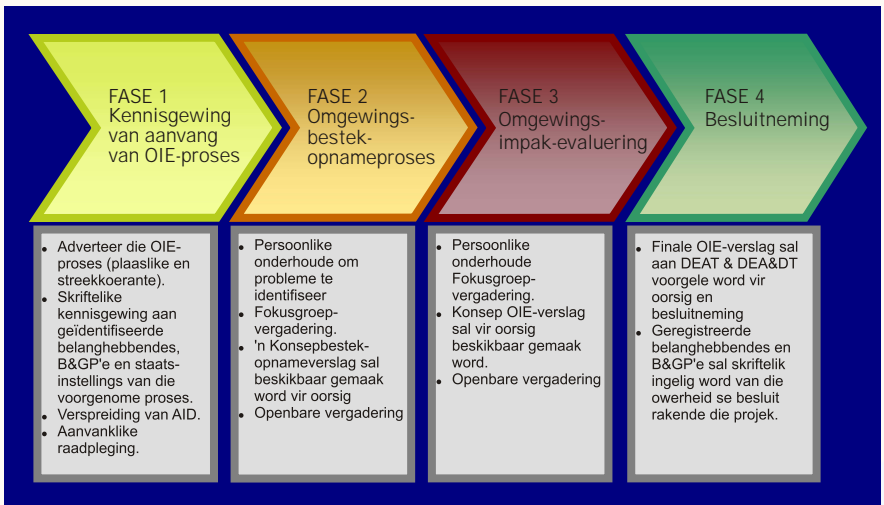 FASE 1
Kennisgewing
van aanvang
van OIE-proses
FASE 2
Omgewings-
bestek-
opnameproses
FASE 3
Omgewings-
impak-evaluering
FASE 4
Besluitneming
• Adverteer die OIE-
proses (plaaslike en
streekkoerante).
• Skriftelike
kennisgewing aan
geïdentifiseerde
belanghebbendes,
B&GP'e en staats-
instellings van die
voorgenome proses.
• Verspreiding van AID.
• Aanvanklike
raadpleging.
• Persoonlike
onderhoude om
probleme te
identifiseer
• Fokusgroep-
vergadering.
• 'n Konsepbestek-
opnameverslag sal
beskikbaar gemaak
word vir oorsig
• Openbare vergadering
• Persoonlike
onderhoude
Fokusgroep-
vergadering.
• Konsep OIE-verslag
sal vir oorsig
beskikbaar gemaak
word.
• Openbare vergadering
• Finale OIE-verslag sal
aan DEAT & DEA&DT
voorgele word vir
oorsig en
besluitneming
• Geregistreerde
belanghebbendes en
B&GP'e sal skriftelik
ingelig word van die
owerheid se besluit
rakende die projek.